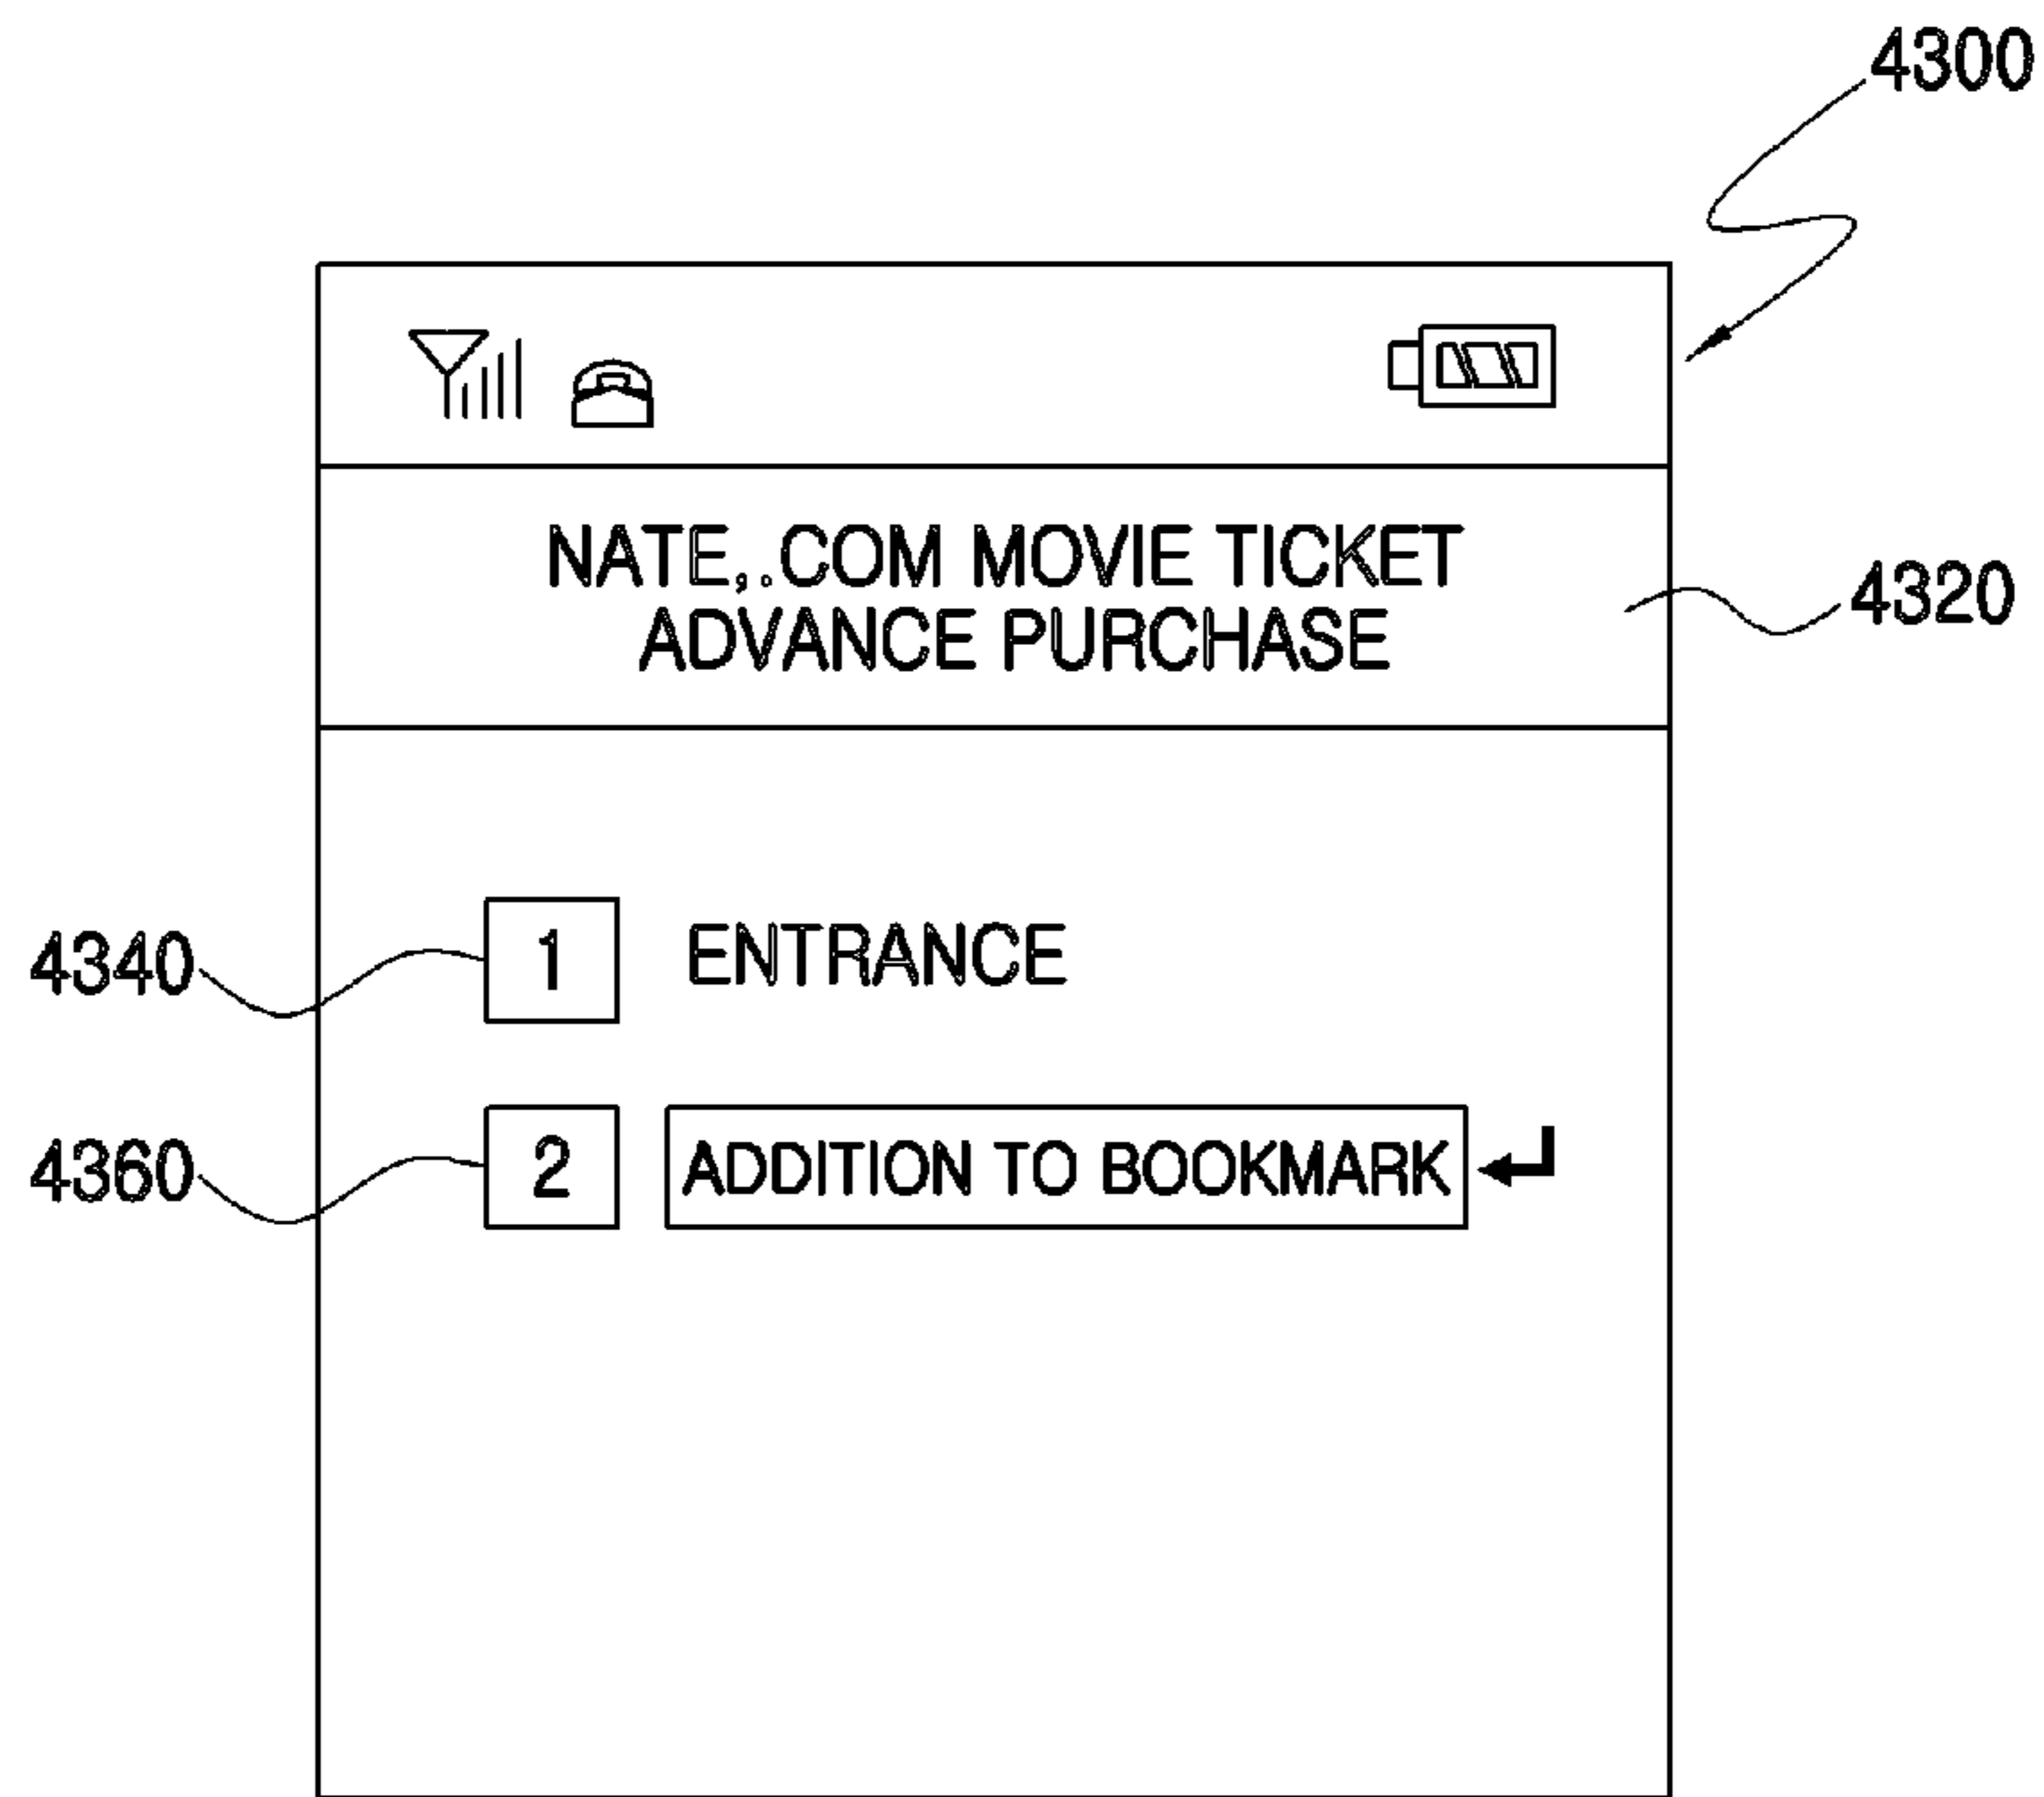 4300
NATE,.COM MOVIE TICKET
ADVANCE PURCHASE
4320
4340
1 ENTRANCE
4360
2 ADDITION TO BOOKMARK